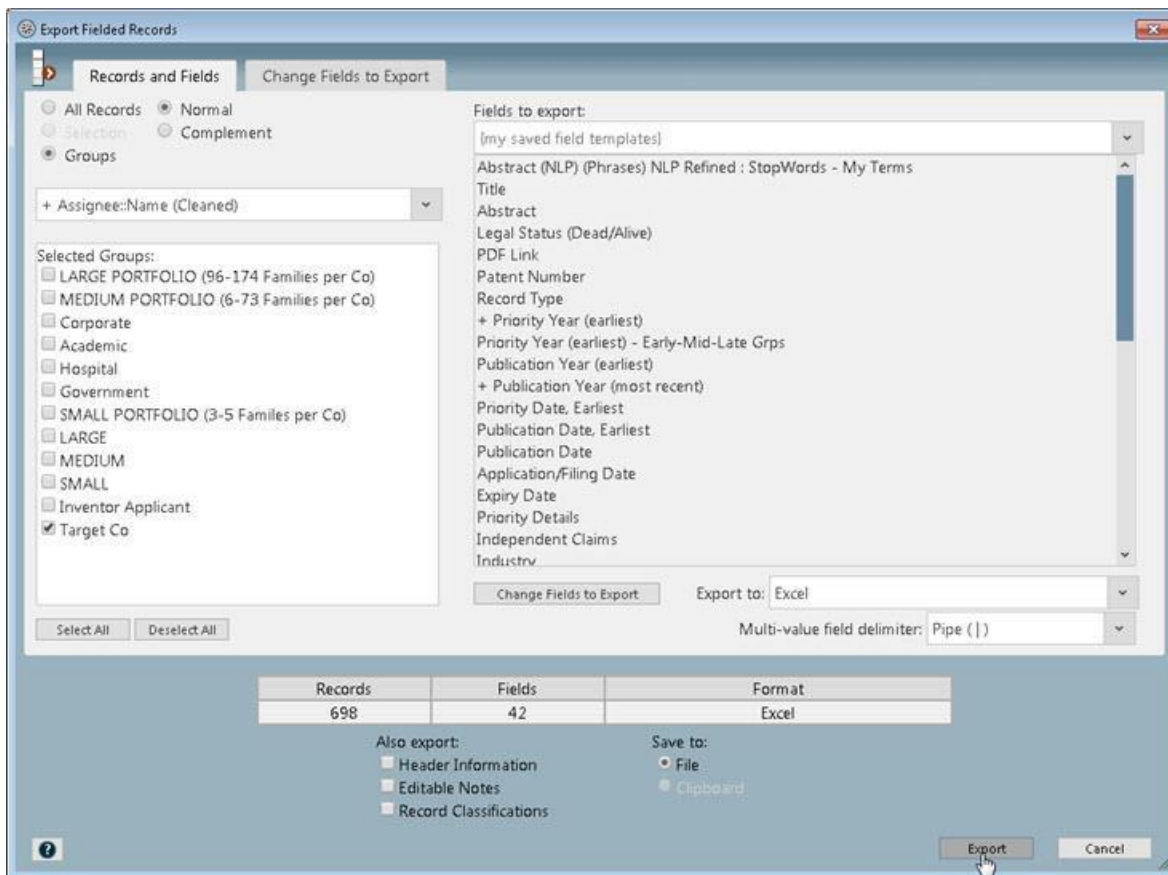 Export Fielded Records
Records and Fields
Change Fields to Export
All Records
Normal
Selection
Complement
Groups
+ Assignee::Name (Cleaned)
Selected Groups:
LARGE PORTFOLIO (96-174 Families per Co)
MEDIUM PORTFOLIO (6-73 Families per Co)
Corporate
Academic
Hospital
Government
SMALL PORTFOLIO (3-5 Familes per Co)
LARGE
MEDIUM
SMALL
Inventor Applicant
Target Co
Select All
Deselect All
Fields to export:
(my saved field templates)
Abstract (NLP) (Phrases) NLP Refined : StopWords - My Terms
Title
Abstract
Legal Status (Dead/Alive)
PDF Link
Patent Number
Record Type
+ Priority Year (earliest)
Priority Year (earliest) - Early-Mid-Late Grps
Publication Year (earliest)
+ Publication Year (most recent)
Priority Date, Earliest
Publication Date, Earliest
Publication Date
Application/Filing Date
Expiry Date
Priority Details
Independent Claims
Industry
Change Fields to Export
Export to: Excel
Multi-value field delimiter: Pipe (|)
Records Fields Format
698 42 Excel
Also export:
Header Information
Editable Notes
Record Classifications
Save to:
File
Clipboard
?
Export
Cancel